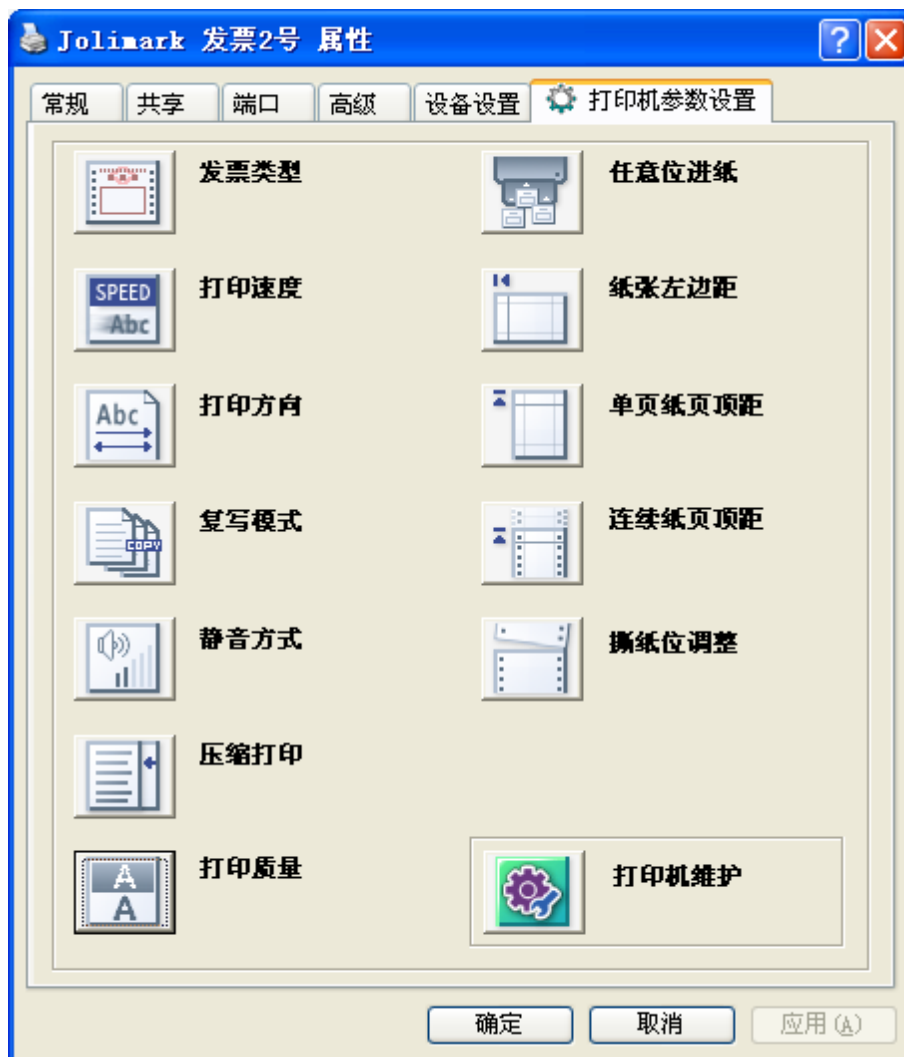 Jolimark 发票2号 属性
常规 共享 端口 高级 设备设置 打印机参数设置
发票类型
任意位进纸
SPEED
Abc
打印速度
纸张左边距
Abc
打印方向
单页纸页顶距
COPY
复写模式
连续纸页顶距
静音方式
撕纸位调整
压缩打印
A
A
打印质量
打印机维护
确定 取消 应用(A)